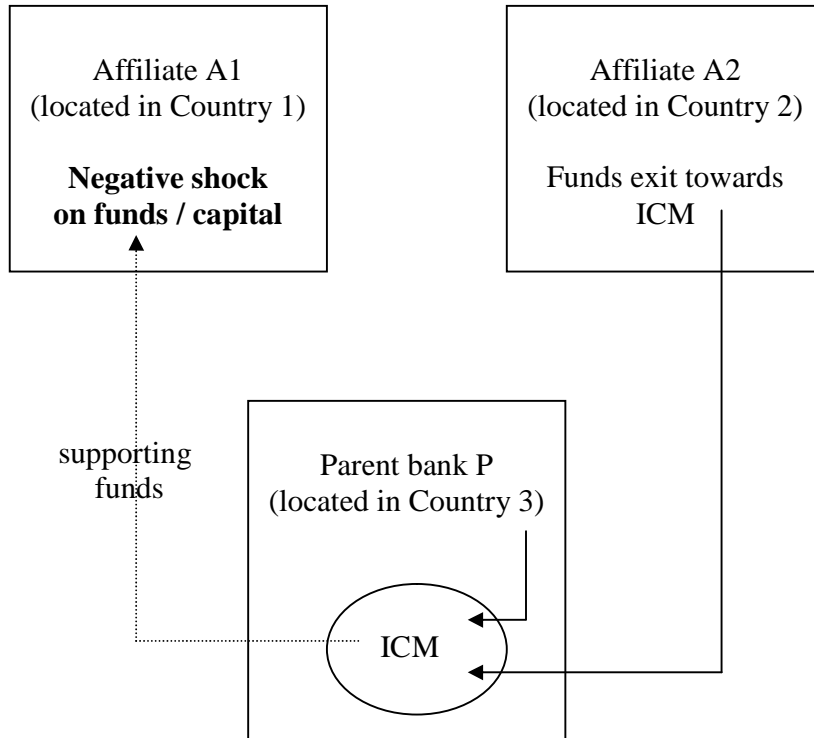 Affiliate A1
(located in Country 1)
Negative shock
on funds / capital
Affiliate A2
(located in Country 2)
Funds exit towards
ICM
supporting
funds
Parent bank P
(located in Country 3)
ICM